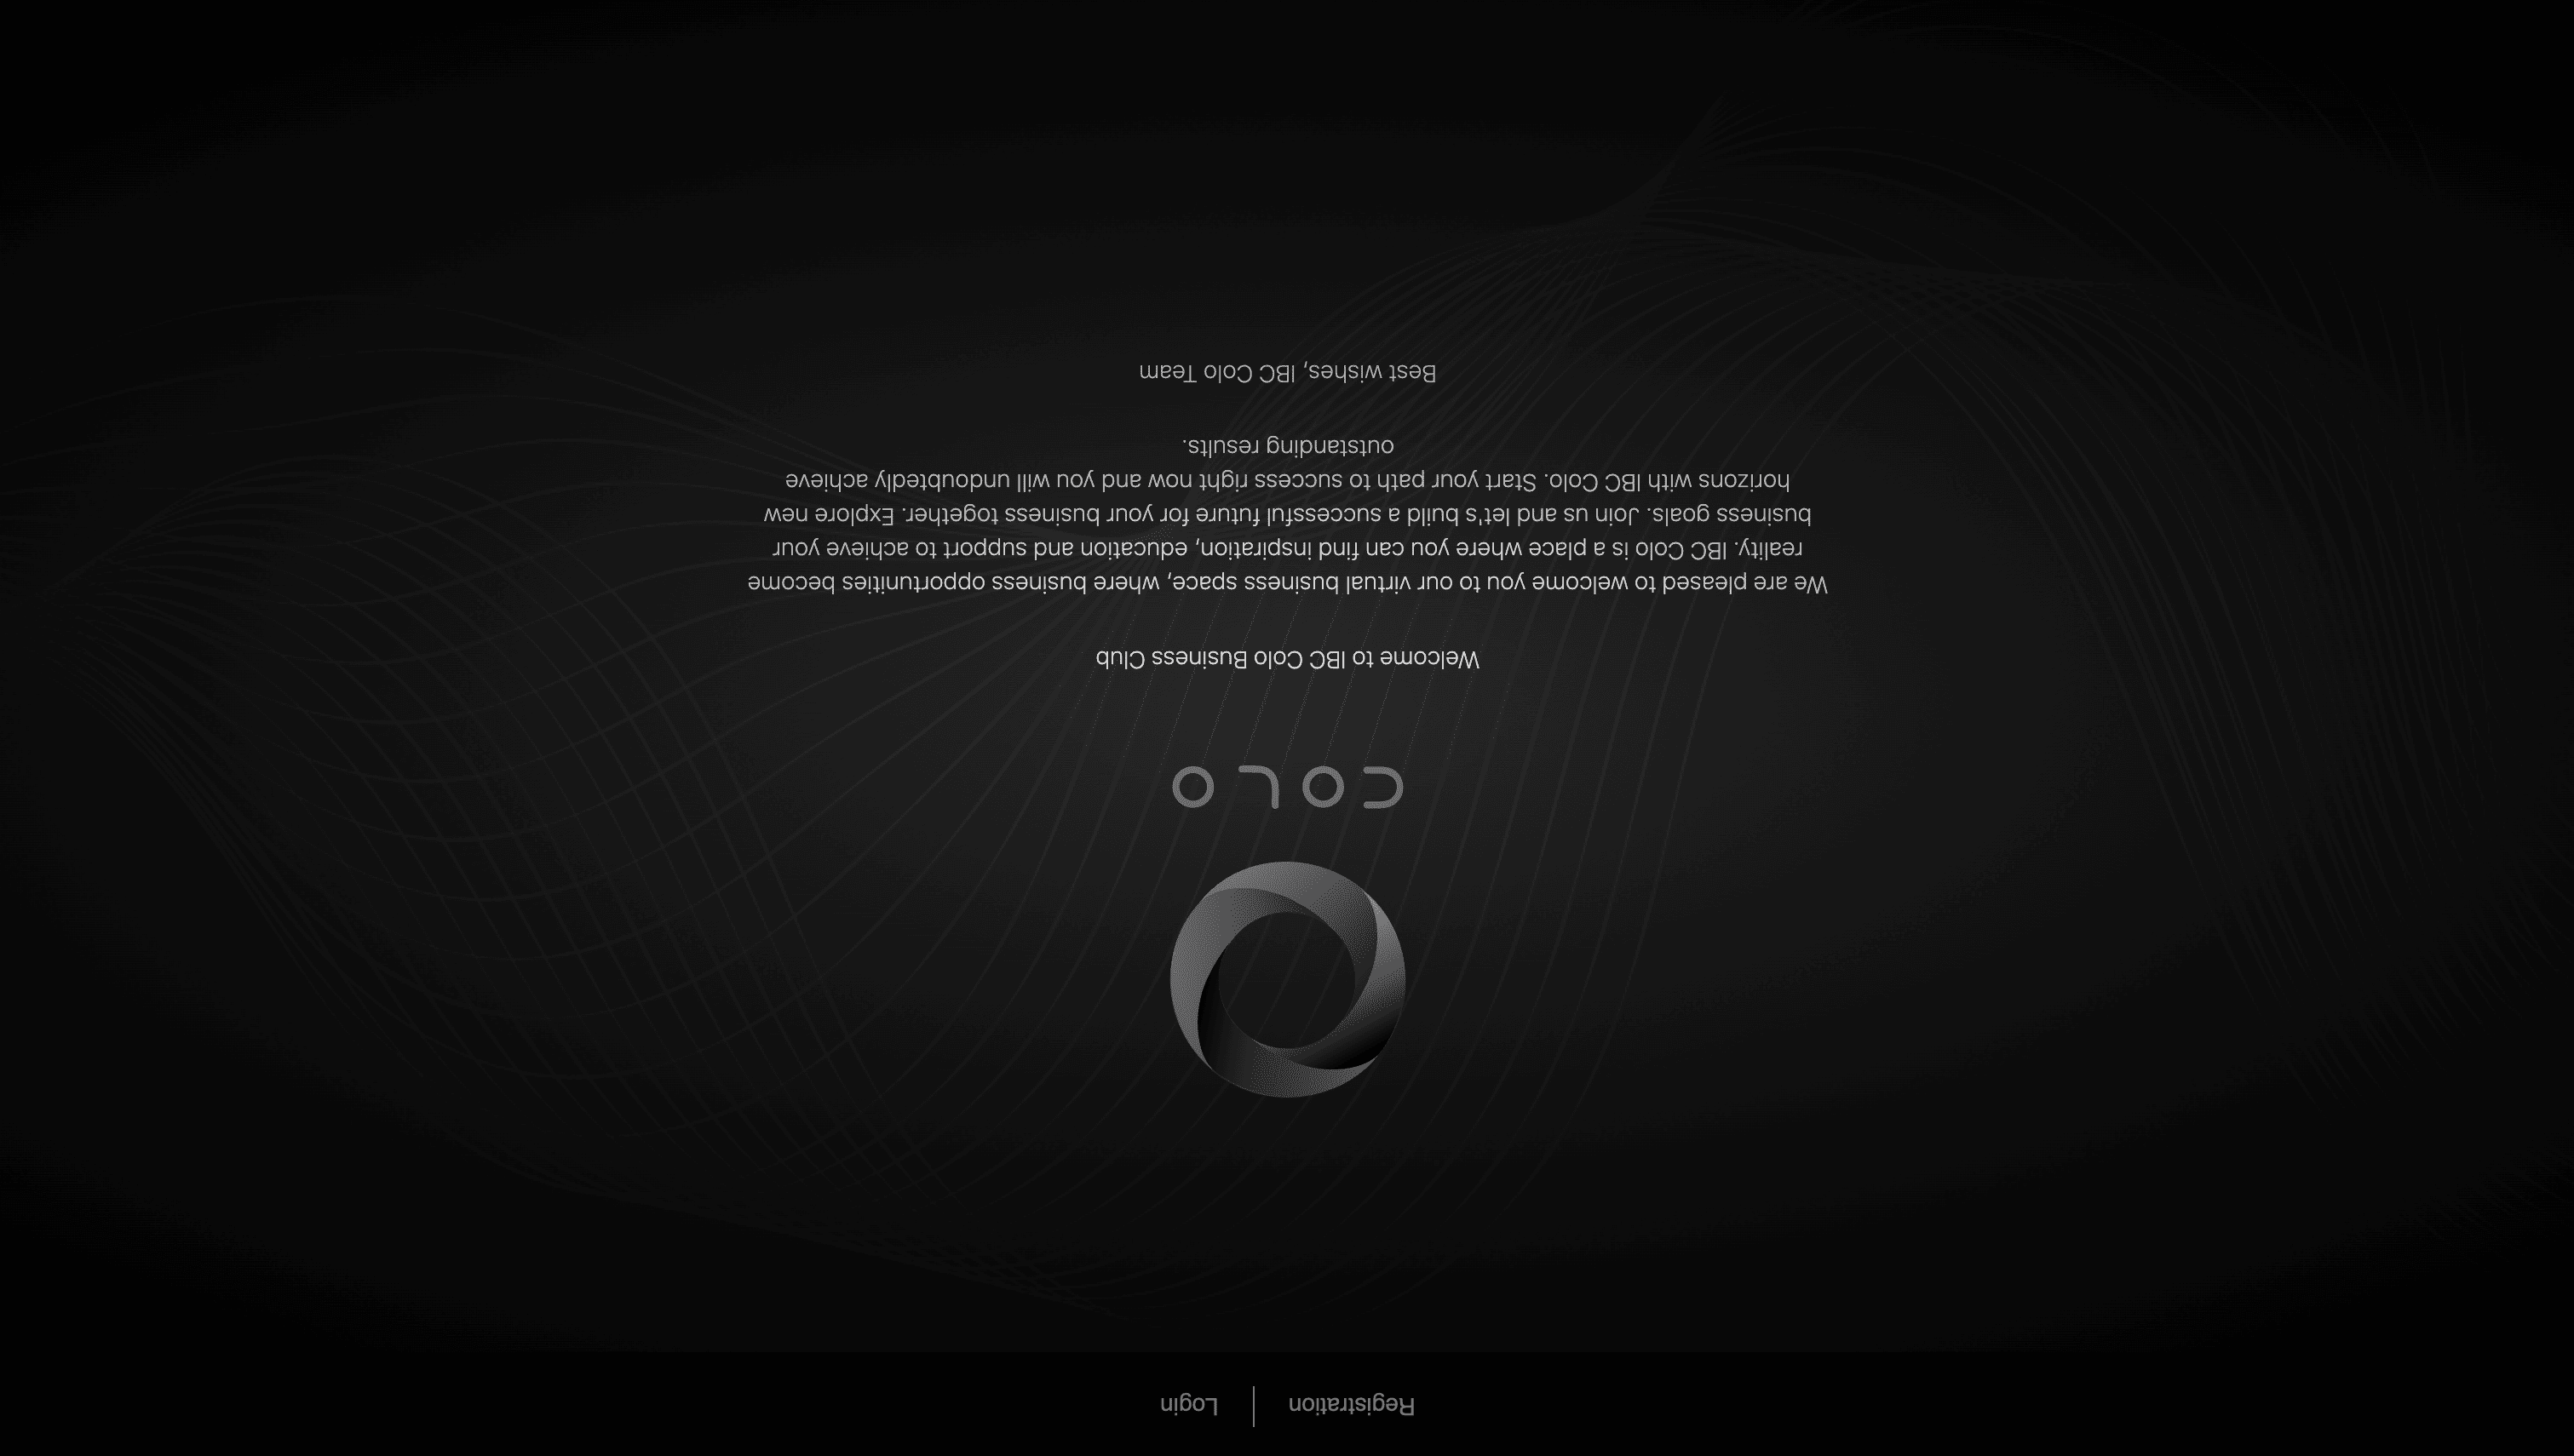 Registration
Login
COLO
Welcome to IBC Colo Business Club
We are pleased to welcome you to our virtual business space, where business opportunities become
reality. IBC Colo is a place where you can find inspiration, education and support to achieve your
business goals. Join us and let's build a successful future for your business together. Explore new
horizons with IBC Colo. Start your path to success right now and you will undoubtedly achieve
outstanding results.
Best wishes, IBC Colo Team